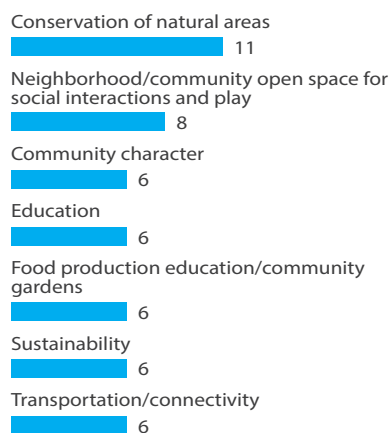 Conservation of natural areas
11
Neighborhood/community open space for
social interactions and play
8
Community character
6
Education
6
Food production education/community
gardens
6
Sustainability
6
Transportation/connectivity
6